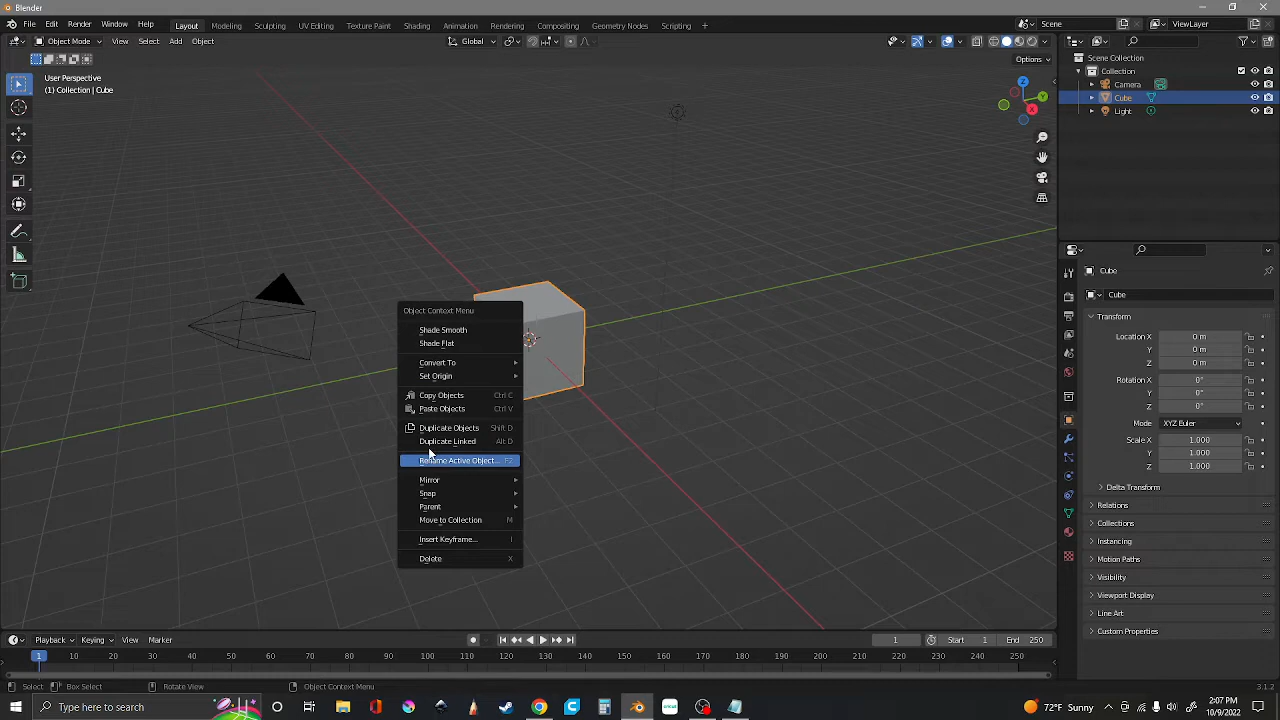 Blender
File Edit Render Window Help Layout Modeling Sculpting UV Editing Texture Paint Shading Animation Rendering Compositing Geometry Nodes Scripting + Scene ViewLayer
Object Mode View Select Add Object Global
Options
User Perspective
(1) Collection | Cube
Z
Y
X
Object Context Menu
Shade Smooth
Shade Flat
Convert To
Set Origin
Copy Objects Ctrl C
Paste Objects Ctrl V
Duplicate Objects Shift D
Duplicate Linked Alt D
Rename Active Object... F2
Mirror
Snap
Parent
Move to Collection M
Insert Keyframe... I
Delete X
Scene Collection
Collection
Camera
Cube
Light
Cube
Cube
Transform
Location X 0 m
Y 0 m
Z 0 m
Rotation X 0°
Y 0°
Z 0°
Mode XYZ Euler
Scale X 1.000
Y 1.000
Z 1.000
Delta Transform
Relations
Collections
Instancing
Motion Paths
Visibility
Viewport Display
Line Art
Custom Properties
Playback Keying View Marker 1 Start 1 End 250
1 10 20 30 40 50 60 70 80 90 100 110 120 130 140 150 160 170 180 190 200 210 220 230 240 250
Select Box Select Rotate View Object Context Menu 3.1.2
Type here to search
cricut
72°F Sunny
2:07 PM
10/9/2022